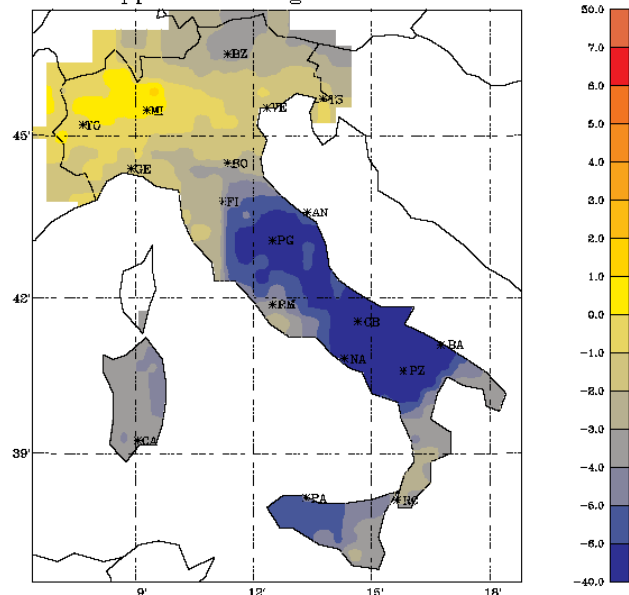 50.0
7.0
6.0
5.0
4.0
3.0
2.0
1.0
0.0
-1.0
-2.0
-3.0
-4.0
-6.0
-6.0
-40.0
BZ
TS
VE
MI
TO
45'
BO
GE
FI
AN
PG
42'
RM
CB
BA
NA
PZ
CA
39'
PA
RC
9'
12'
15'
18'